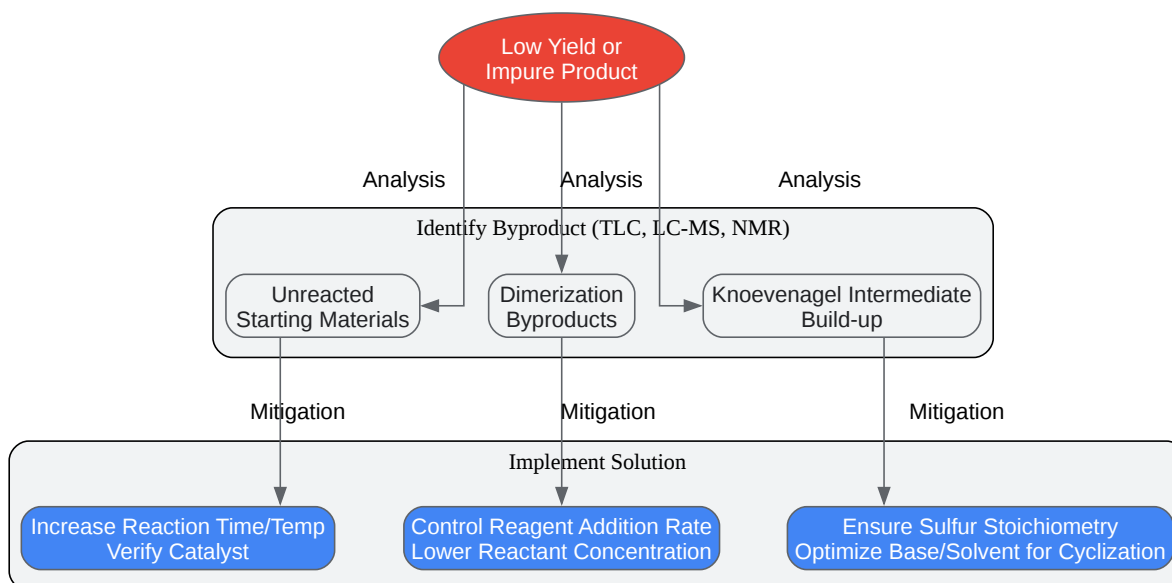 Low Yield or
Impure Product
Analysis
Analysis
Analysis
Identify Byproduct (TLC, LC-MS, NMR)
Unreacted
Starting Materials
Dimerization
Byproducts
Knoevenagel Intermediate
Build-up
Mitigation
Mitigation
Mitigation
Implement Solution
Increase Reaction Time/Temp
Verify Catalyst
Control Reagent Addition Rate
Lower Reactant Concentration
Ensure Sulfur Stoichiometry
Optimize Base/Solvent for Cyclization